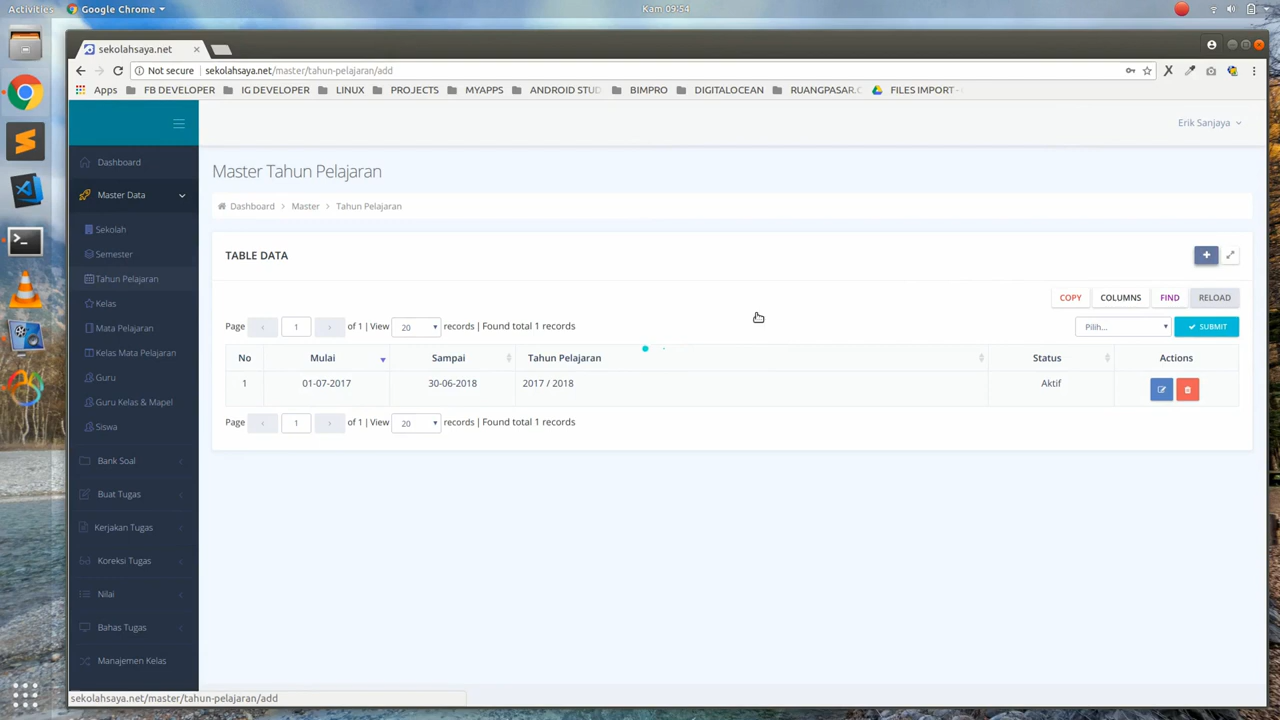 Activities Google Chrome Kam 09:54
sekolahsaya.net
Not secure sekolahsaya.net/master/tahun-pelajaran/add
Apps FB DEVELOPER IG DEVELOPER LINUX PROJECTS MYAPPS ANDROID STUD BIMPRO DIGITALOCEAN RUANGPASAR.C FILES IMPORT -
Erik Sanjaya
Dashboard
Master Data
Sekolah
Semester
Tahun Pelajaran
Kelas
Mata Pelajaran
Kelas Mata Pelajaran
Guru
Guru Kelas & Mapel
Siswa
Bank Soal
Buat Tugas
Kerjakan Tugas
Koreksi Tugas
Nilai
Bahas Tugas
Manajemen Kelas
Master Tahun Pelajaran
Dashboard > Master > Tahun Pelajaran
TABLE DATA
COPY COLUMNS FIND RELOAD
Page < 1 > of 1 | View 20 records | Found total 1 records
Pilih... SUBMIT
No Mulai Sampai Tahun Pelajaran Status Actions
1 01-07-2017 30-06-2018 2017 / 2018 Aktif
Page < 1 > of 1 | View 20 records | Found total 1 records
sekolahsaya.net/master/tahun-pelajaran/add